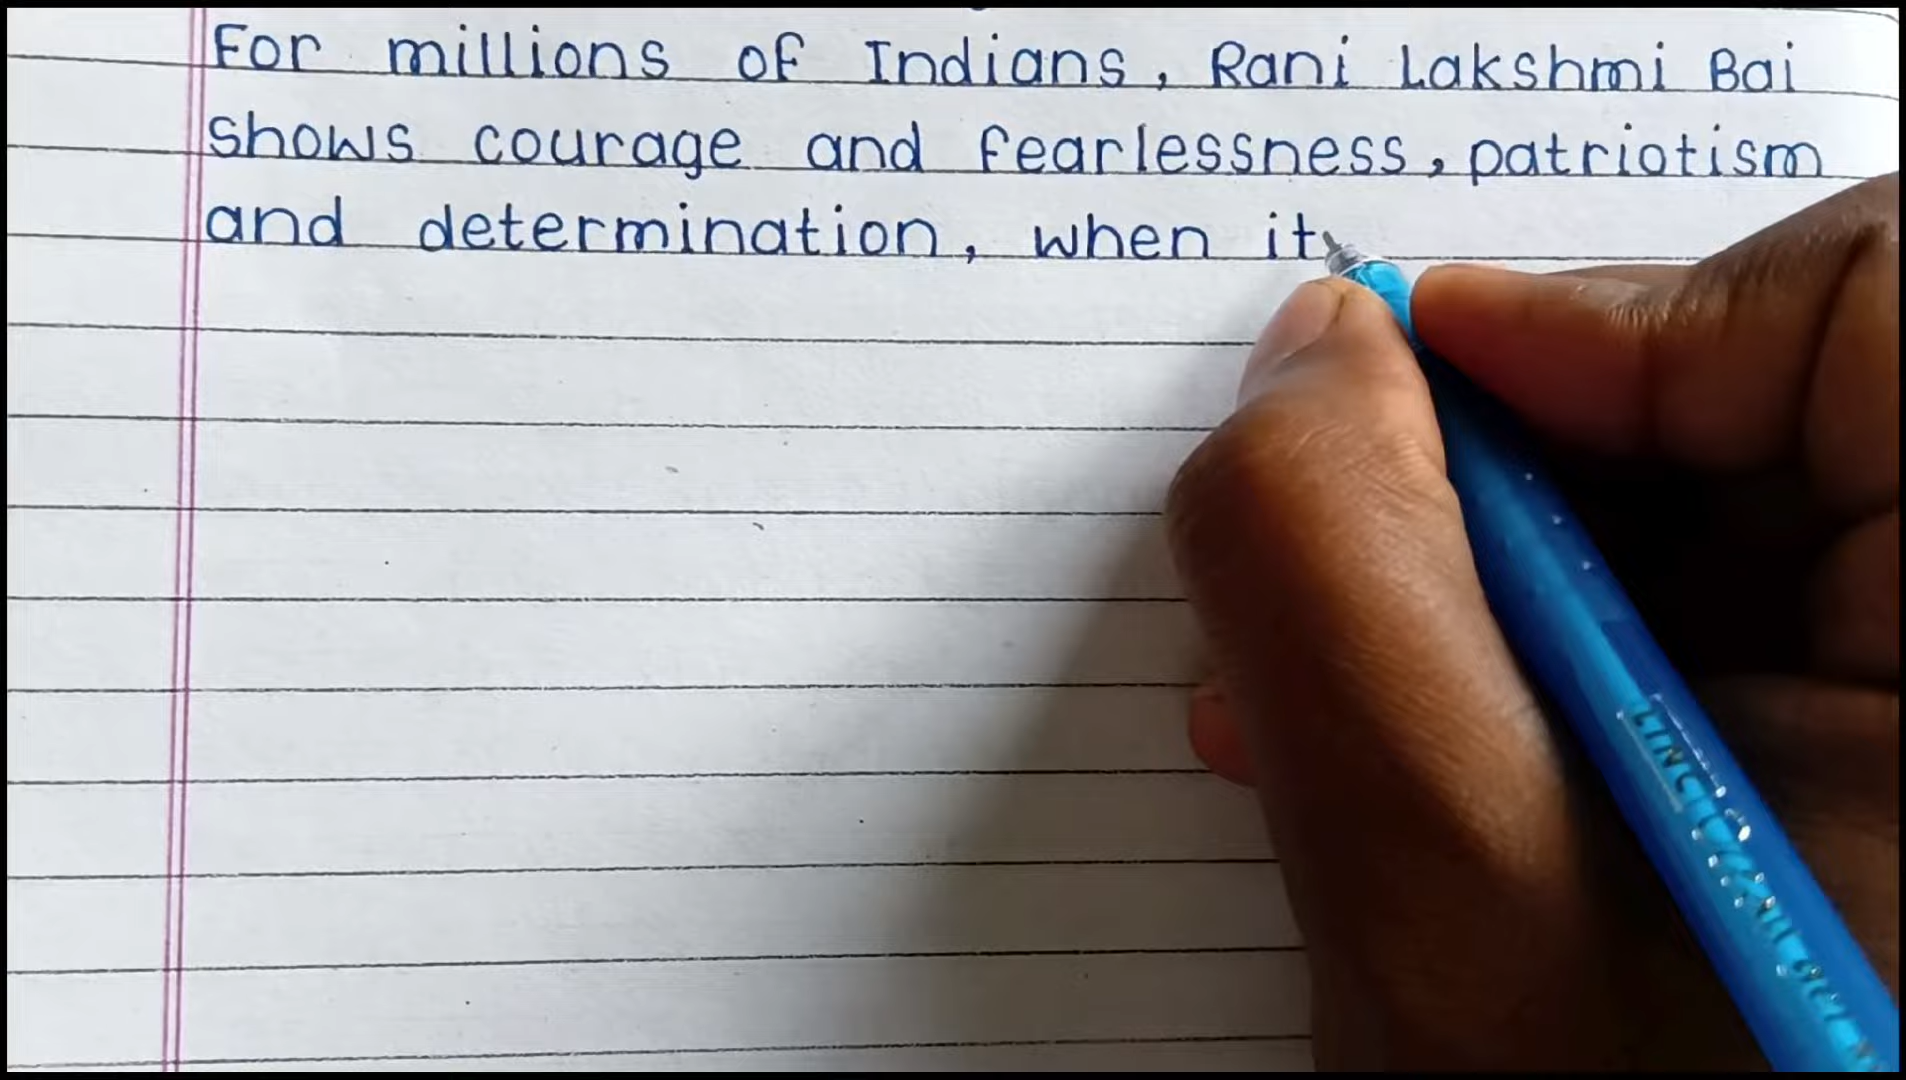 For millions of Indians, Rani Lakshmi Bai
shows courage and fearlessness, patriotism
and determination, when it